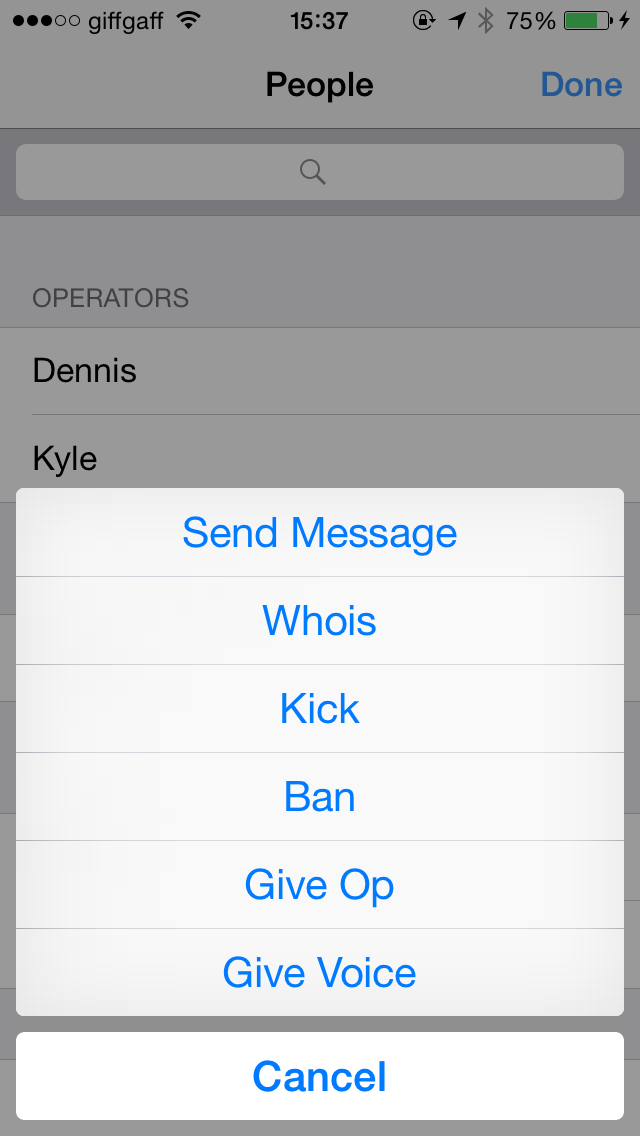 giffgaff 15:37 75%
People Done
OPERATORS
Dennis
Kyle
Send Message
Whois
Kick
Ban
Give Op
Give Voice
Cancel